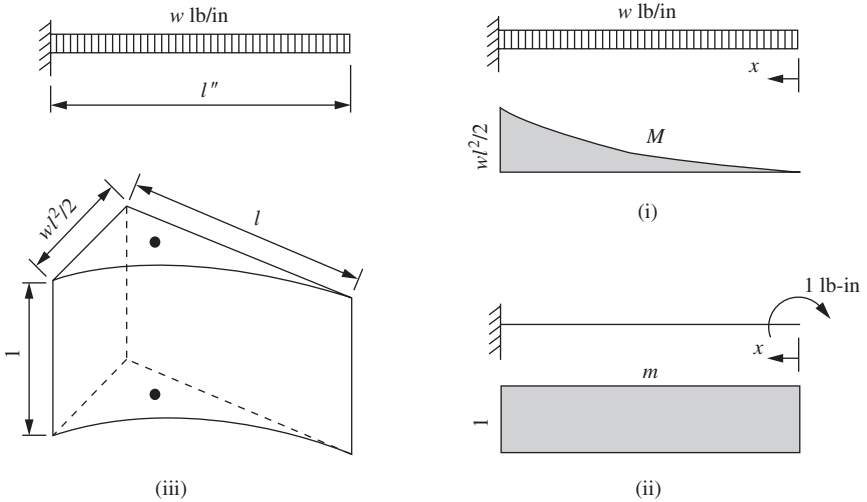 w lb/in
l″
wl²/2
l
1
(iii)
w lb/in
x
wl²/2
M
(i)
1 lb-in
x
m
1
(ii)